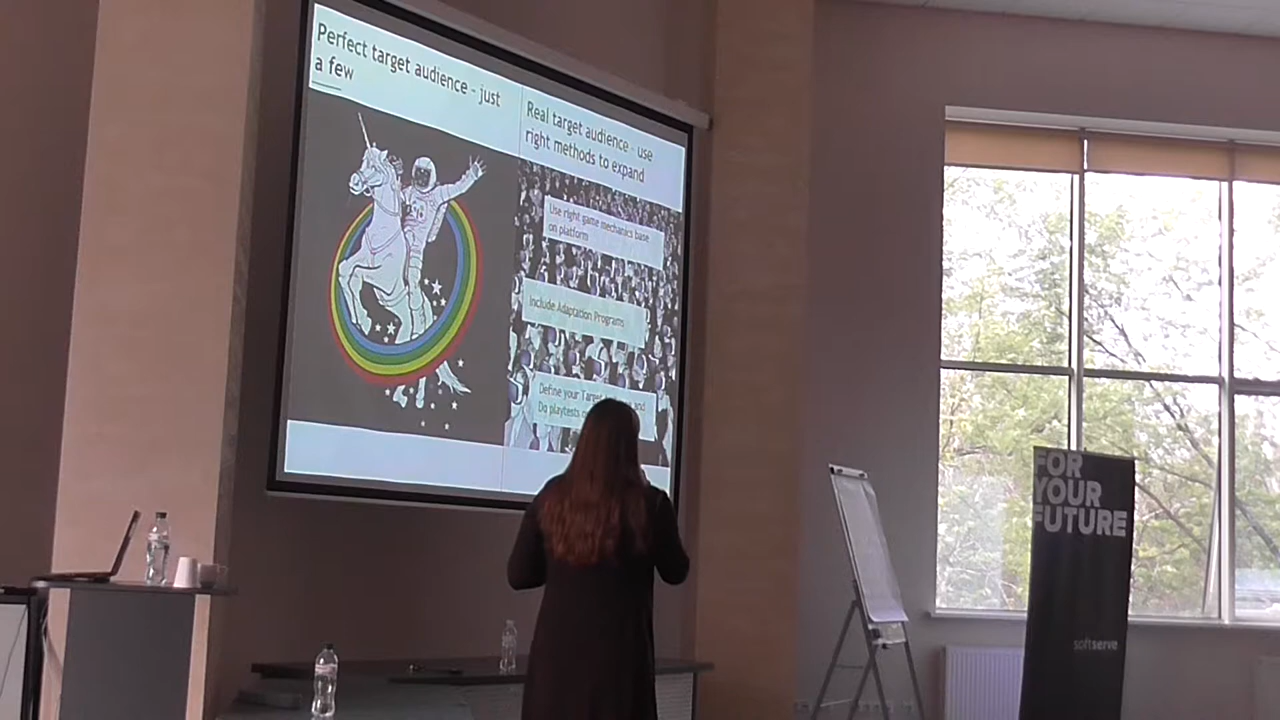 Perfect target audience - just
a few
Real target audience - use
right methods to expand
Use right game mechanics base
on platform
Include Adaptation Programs
Define your Target
and
Do playtests
FOR
YOUR
FUTURE
softserve